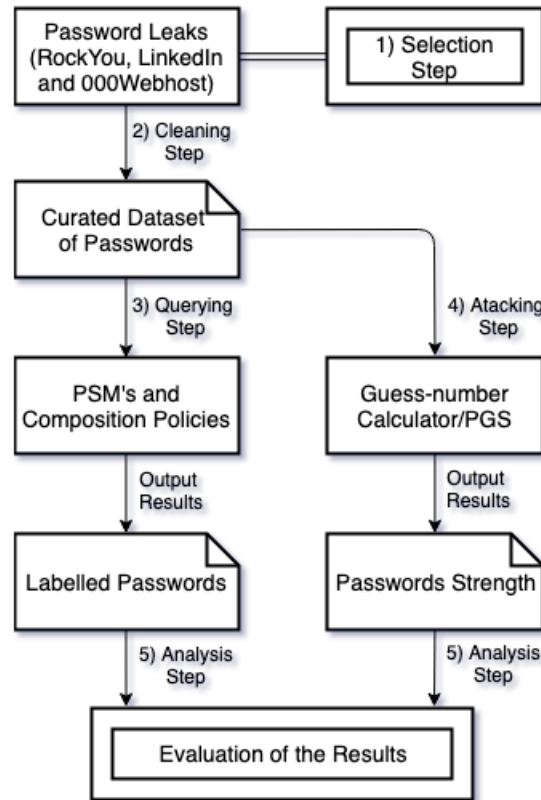 Password Leaks
(RockYou, LinkedIn
and 000Webhost)
1) Selection
Step
2) Cleaning
Step
Curated Dataset
of Passwords
3) Querying
Step
4) Atacking
Step
PSM's and
Composition Policies
Guess-number
Calculator/PGS
Output
Results
Output
Results
Labelled Passwords
Passwords Strength
5) Analysis
Step
5) Analysis
Step
Evaluation of the Results